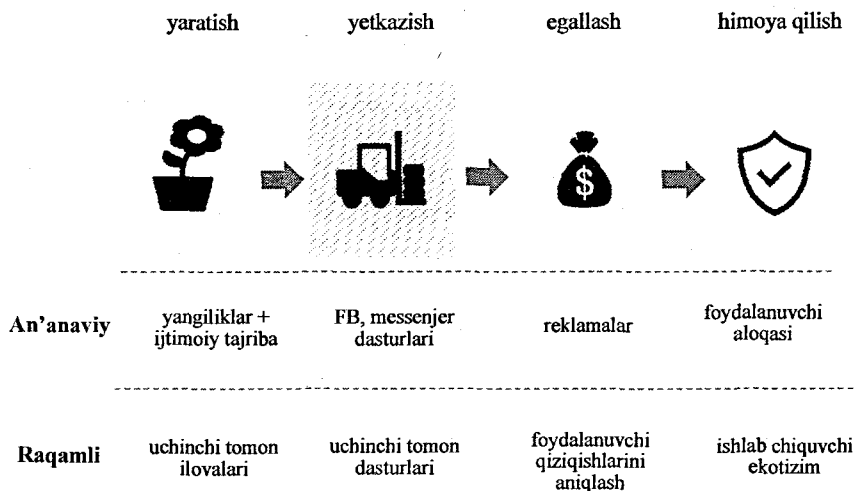 yaratish yetkazish egallash himoya qilish
$
An’anaviy
yangiliklar +
ijtimoiy tajriba
FB, messenjer
dasturlari
reklamalar
foydalanuvchi
aloqasi
Raqamli
uchinchi tomon
ilovalari
uchinchi tomon
dasturlari
foydalanuvchi
qiziqishlarini
aniqlash
ishlab chiquvchi
ekotizim